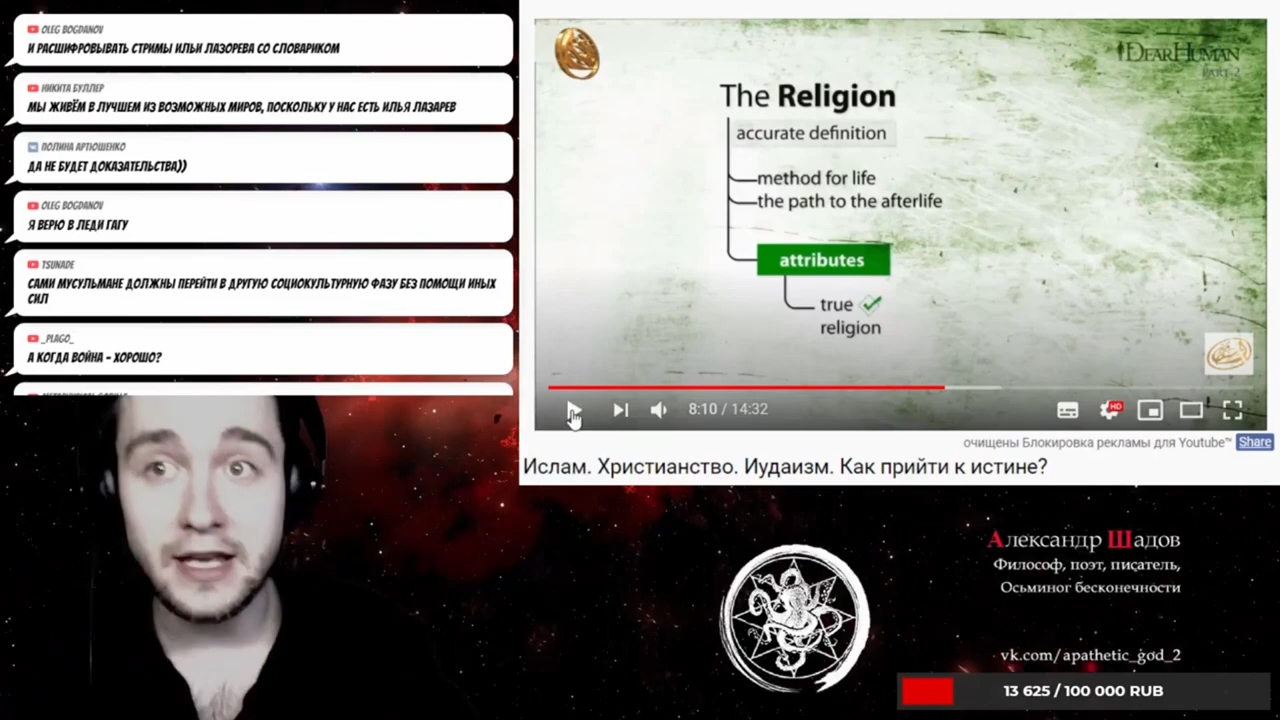 OLEG BOGDANOV
И РАСШИФРОВЫВАТЬ СТРИМЫ ИЛЬИ ЛАЗОРЕВА СО СЛОВАРИКОМ
НИКИТА БУЛЛЕР
МЫ ЖИВЁМ В ЛУЧШЕМ ИЗ ВОЗМОЖНЫХ МИРОВ, ПОСКОЛЬКУ У НАС ЕСТЬ ИЛЬЯ ЛАЗАРЕВ
ПОЛИНА АРТЮШЕНКО
ДА НЕ БУДЕТ ДОКАЗАТЕЛЬСТВА))
OLEG BOGDANOV
Я ВЕРЮ В ЛЕДИ ГАГУ
TSUNADE
САМИ МУСУЛЬМАНЕ ДОЛЖНЫ ПЕРЕЙТИ В ДРУГУЮ СОЦИОКУЛЬТУРНУЮ ФАЗУ БЕЗ ПОМОЩИ ИНЫХ
СИЛ
_PLAGO_
А КОГДА ВОЙНА - ХОРОШО?
DEARHUMAN
PART 2
The Religion
accurate definition
method for life
the path to the afterlife
attributes
true
religion
8:10 / 14:32
HD
очищены Блокировка рекламы для Youtube™ Share
Ислам. Христианство. Иудаизм. Как прийти к истине?
Александр Шадов
Философ, поэт, писатель,
Осьминог бесконечности
vk.com/apathetic_god_2
13 625 / 100 000 RUB